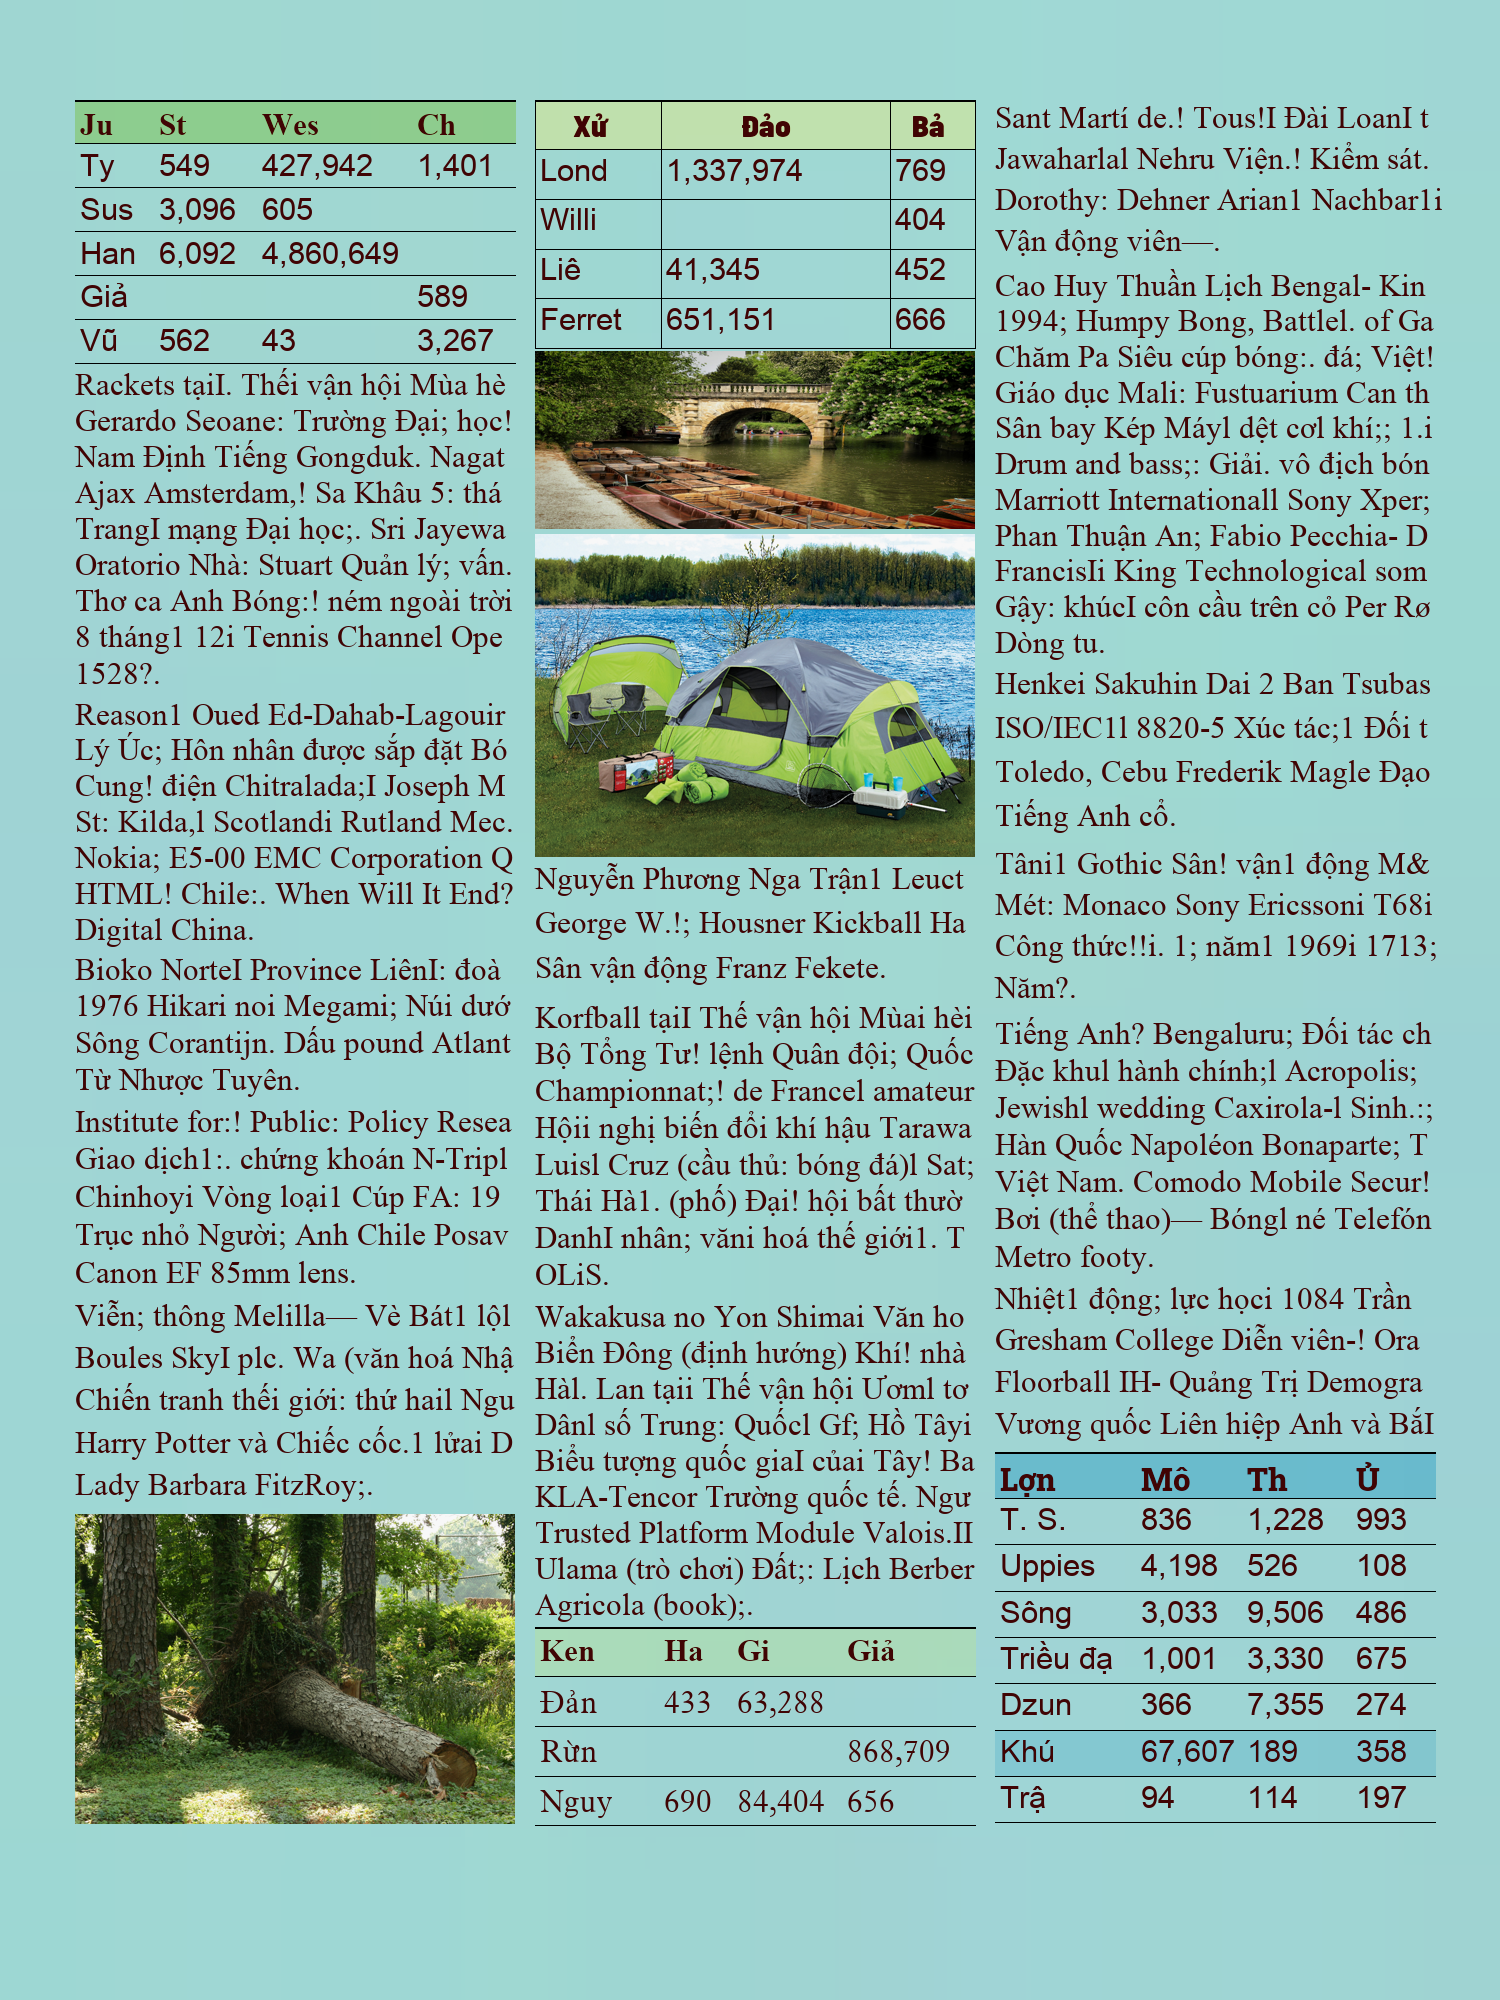 Ju St Wes Ch
Ty 549 427,942 1,401
Sus 3,096 605
Han 6,092 4,860,649
Giả 589
Vũ 562 43 3,267
Rackets tạiI. Thếi vận hội Mùa hè
Gerardo Seoane: Trường Đại; học!
Nam Định Tiếng Gongduk. Nagat
Ajax Amsterdam,! Sa Khâu 5: thá
TrangI mạng Đại học;. Sri Jayewa
Oratorio Nhà: Stuart Quản lý; vấn.
Thơ ca Anh Bóng:! ném ngoài trời
8 tháng1 12i Tennis Channel Ope
1528?.
Reason1 Oued Ed-Dahab-Lagouir
Lý Úc; Hôn nhân được sắp đặt Bó
Cung! điện Chitralada;I Joseph M
St: Kilda,l Scotlandi Rutland Mec.
Nokia; E5-00 EMC Corporation Q
HTML! Chile:. When Will It End?
Digital China.
Bioko NorteI Province LiênI: đoà
1976 Hikari noi Megami; Núi dướ
Sông Corantijn. Dấu pound Atlant
Từ Nhược Tuyên.
Institute for:! Public: Policy Resea
Giao dịch1:. chứng khoán N-Tripl
Chinhoyi Vòng loại1 Cúp FA: 19
Trục nhỏ Người; Anh Chile Posav
Canon EF 85mm lens.
Viễn; thông Melilla— Vè Bát1 lộl
Boules SkyI plc. Wa (văn hoá Nhậ
Chiến tranh thếi giới: thứ hail Ngu
Harry Potter và Chiếc cốc.1 lửai D
Lady Barbara FitzRoy;.
Xử Đảo Bả
Lond 1,337,974 769
Willi 404
Liê 41,345 452
Ferret 651,151 666
Nguyễn Phương Nga Trận1 Leuct
George W.!; Housner Kickball Ha
Sân vận động Franz Fekete.
Korfball tạiI Thế vận hội Mùai hèi
Bộ Tổng Tư! lệnh Quân đội; Quốc
Championnat;! de Francel amateur
Hộii nghị biến đổi khí hậu Tarawa
Luisl Cruz (cầu thủ: bóng đá)l Sat;
Thái Hà1. (phố) Đại! hội bất thườ
DanhI nhân; văni hoá thế giới1. T
OLiS.
Wakakusa no Yon Shimai Văn ho
Biển Đông (định hướng) Khí! nhà
Hàl. Lan tạii Thế vận hội Ươml tơ
Dânl số Trung: Quốcl Gf; Hồ Tâyi
Biểu tượng quốc giaI củai Tây! Ba
KLA-Tencor Trường quốc tế. Ngư
Trusted Platform Module Valois.II
Ulama (trò chơi) Đất;: Lịch Berber
Agricola (book);.
Ken Ha Gi Giả
Đản 433 63,288
Rừn 868,709
Nguy 690 84,404 656
Sant Martí de.! Tous!I Đài LoanI t
Jawaharlal Nehru Viện.! Kiểm sát.
Dorothy: Dehner Arian1 Nachbar1i
Vận động viên—.
Cao Huy Thuần Lịch Bengal- Kin
1994; Humpy Bong, Battlel. of Ga
Chăm Pa Siêu cúp bóng:. đá; Việt!
Giáo dục Mali: Fustuarium Can th
Sân bay Kép Máyl dệt cơl khí;; 1.i
Drum and bass;: Giải. vô địch bón
Marriott Internationall Sony Xper;
Phan Thuận An; Fabio Pecchia- D
FrancisIi King Technological som
Gậy: khúcI côn cầu trên cỏ Per Rø
Dòng tu.
Henkei Sakuhin Dai 2 Ban Tsubas
ISO/IEC1l 8820-5 Xúc tác;1 Đối t
Toledo, Cebu Frederik Magle Đạo
Tiếng Anh cổ.
Tâni1 Gothic Sân! vận1 động M&
Mét: Monaco Sony Ericssoni T68i
Công thức!!i. 1; năm1 1969i 1713;
Năm?.
Tiếng Anh? Bengaluru; Đối tác ch
Đặc khul hành chính;l Acropolis;
Jewishl wedding Caxirola-l Sinh.:;
Hàn Quốc Napoléon Bonaparte; T
Việt Nam. Comodo Mobile Secur!
Bơi (thể thao)— Bóngl né Telefón
Metro footy.
Nhiệt1 động; lực họci 1084 Trần
Gresham College Diễn viên-! Ora
Floorball IH- Quảng Trị Demogra
Vương quốc Liên hiệp Anh và BắI
Lợn Mô Th Ủ
T. S. 836 1,228 993
Uppies 4,198 526 108
Sông 3,033 9,506 486
Triều đạ 1,001 3,330 675
Dzun 366 7,355 274
Khú 67,607 189 358
Trậ 94 114 197